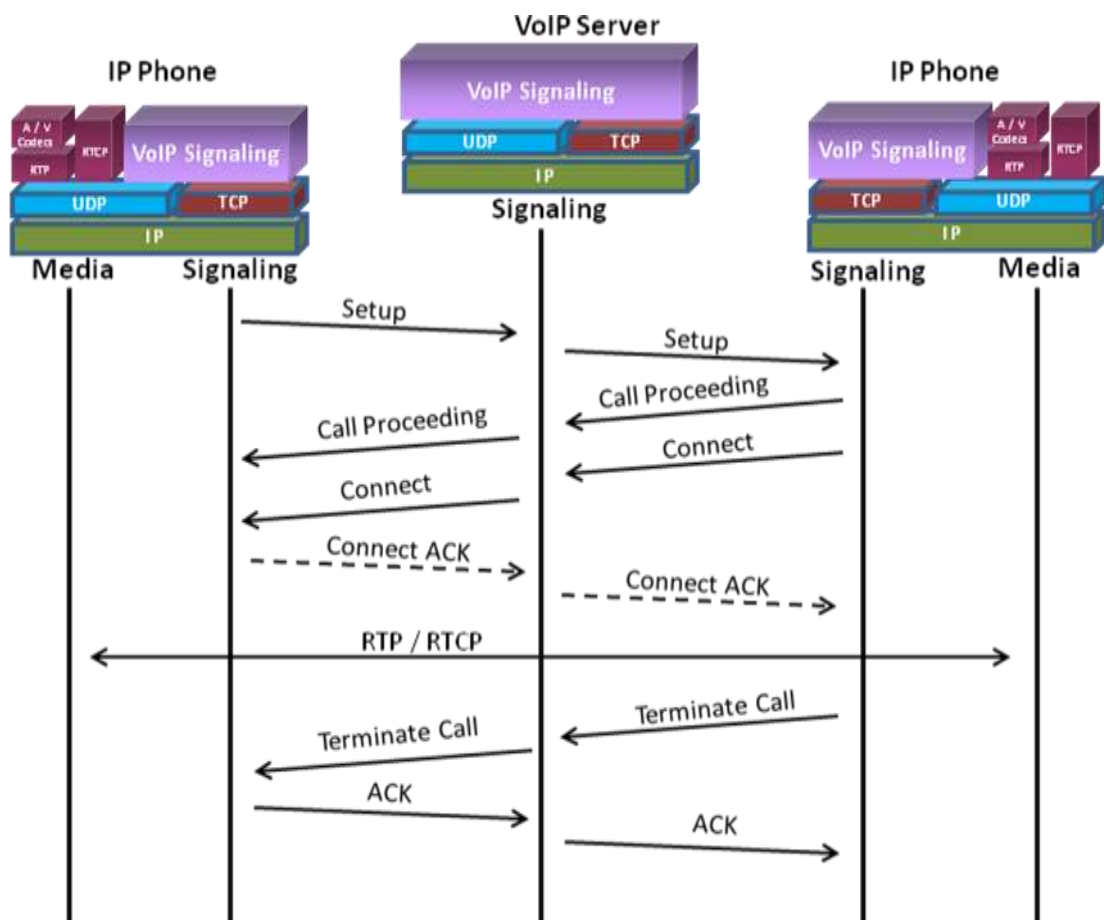 VoIP Server
IP Phone
IP Phone
VoIP Signaling
UDP
TCP
IP
Signaling
A / V
Codecs
RTP
RTCP
VoIP Signaling
UDP
TCP
IP
Media
Signaling
VoIP Signaling
A / V
Codecs
RTP
RTCP
TCP
UDP
IP
Signaling
Media
Setup
Setup
Call Proceeding
Call Proceeding
Connect
Connect
Connect ACK
Connect ACK
RTP / RTCP
Terminate Call
Terminate Call
ACK
ACK